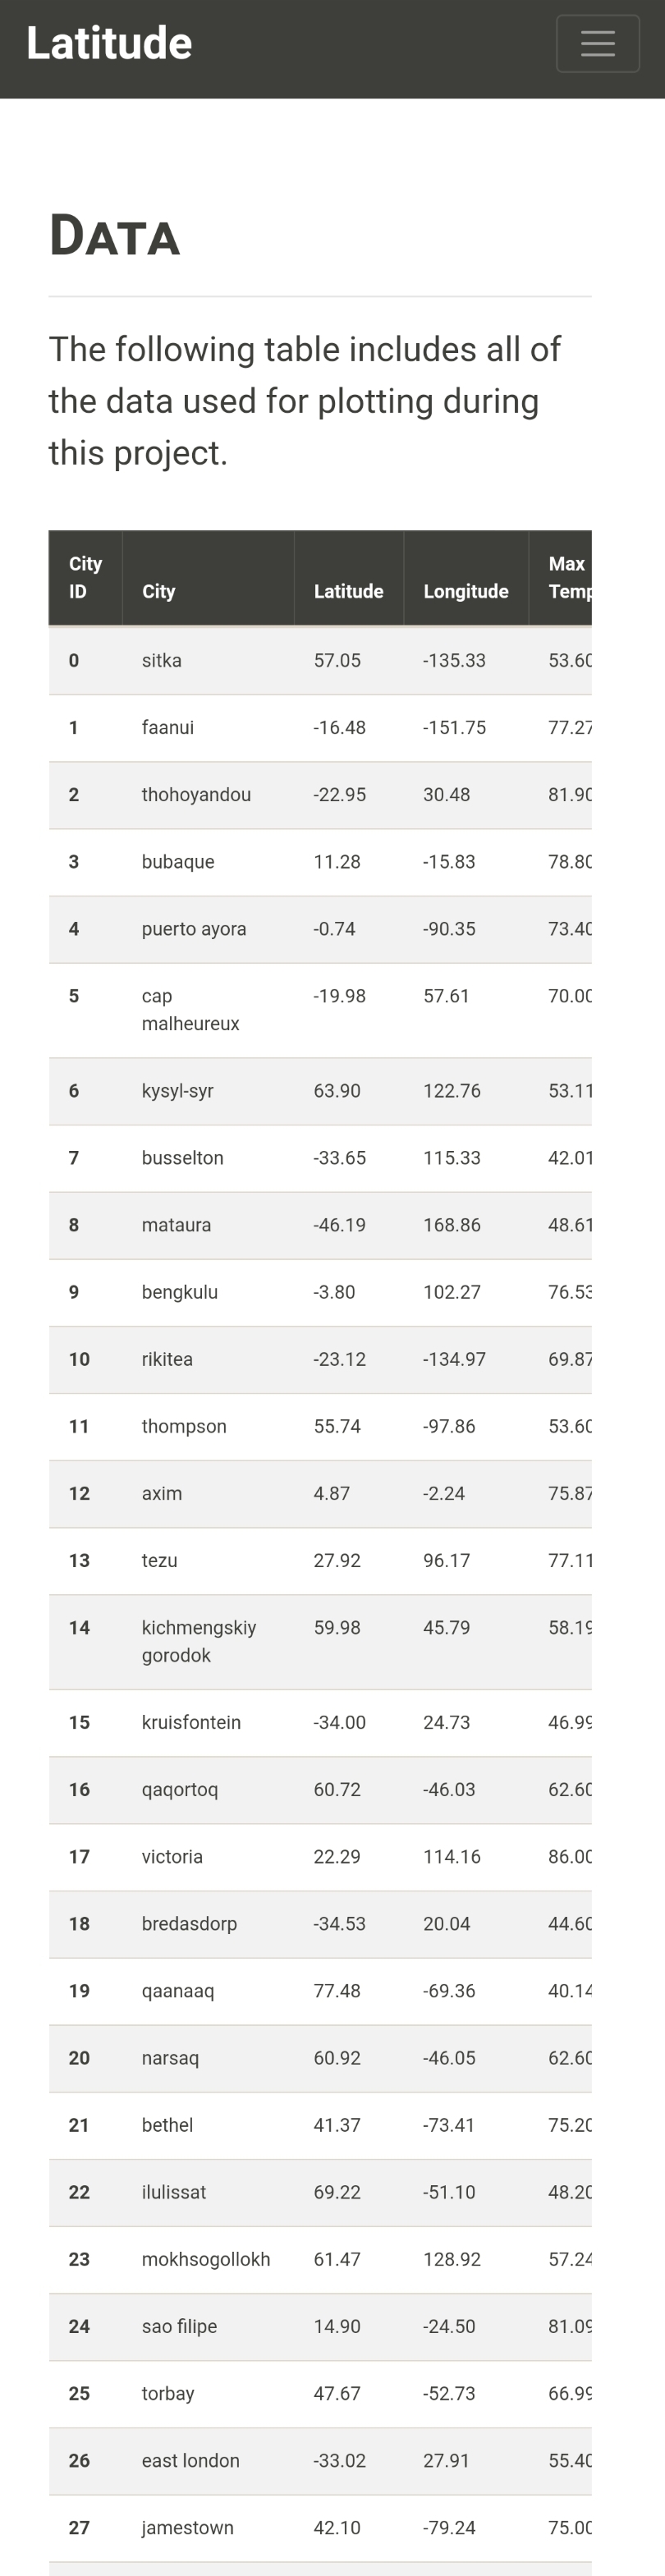 Latitude
DATA
The following table includes all of
the data used for plotting during
this project.
City ID City Latitude Longitude Max Temp
0 sitka 57.05 -135.33 53.60
1 faanui -16.48 -151.75 77.27
2 thohoyandou -22.95 30.48 81.90
3 bubaque 11.28 -15.83 78.80
4 puerto ayora -0.74 -90.35 73.40
5 cap malheureux -19.98 57.61 70.00
6 kysyl-syr 63.90 122.76 53.11
7 busselton -33.65 115.33 42.01
8 mataura -46.19 168.86 48.61
9 bengkulu -3.80 102.27 76.53
10 rikitea -23.12 -134.97 69.87
11 thompson 55.74 -97.86 53.60
12 axim 4.87 -2.24 75.87
13 tezu 27.92 96.17 77.11
14 kichmengskiy gorodok 59.98 45.79 58.19
15 kruisfontein -34.00 24.73 46.99
16 qaqortoq 60.72 -46.03 62.60
17 victoria 22.29 114.16 86.00
18 bredasdorp -34.53 20.04 44.60
19 qaanaaq 77.48 -69.36 40.14
20 narsaq 60.92 -46.05 62.60
21 bethel 41.37 -73.41 75.20
22 ilulissat 69.22 -51.10 48.20
23 mokhsogollokh 61.47 128.92 57.24
24 sao filipe 14.90 -24.50 81.09
25 torbay 47.67 -52.73 66.99
26 east london -33.02 27.91 55.40
27 jamestown 42.10 -79.24 75.00